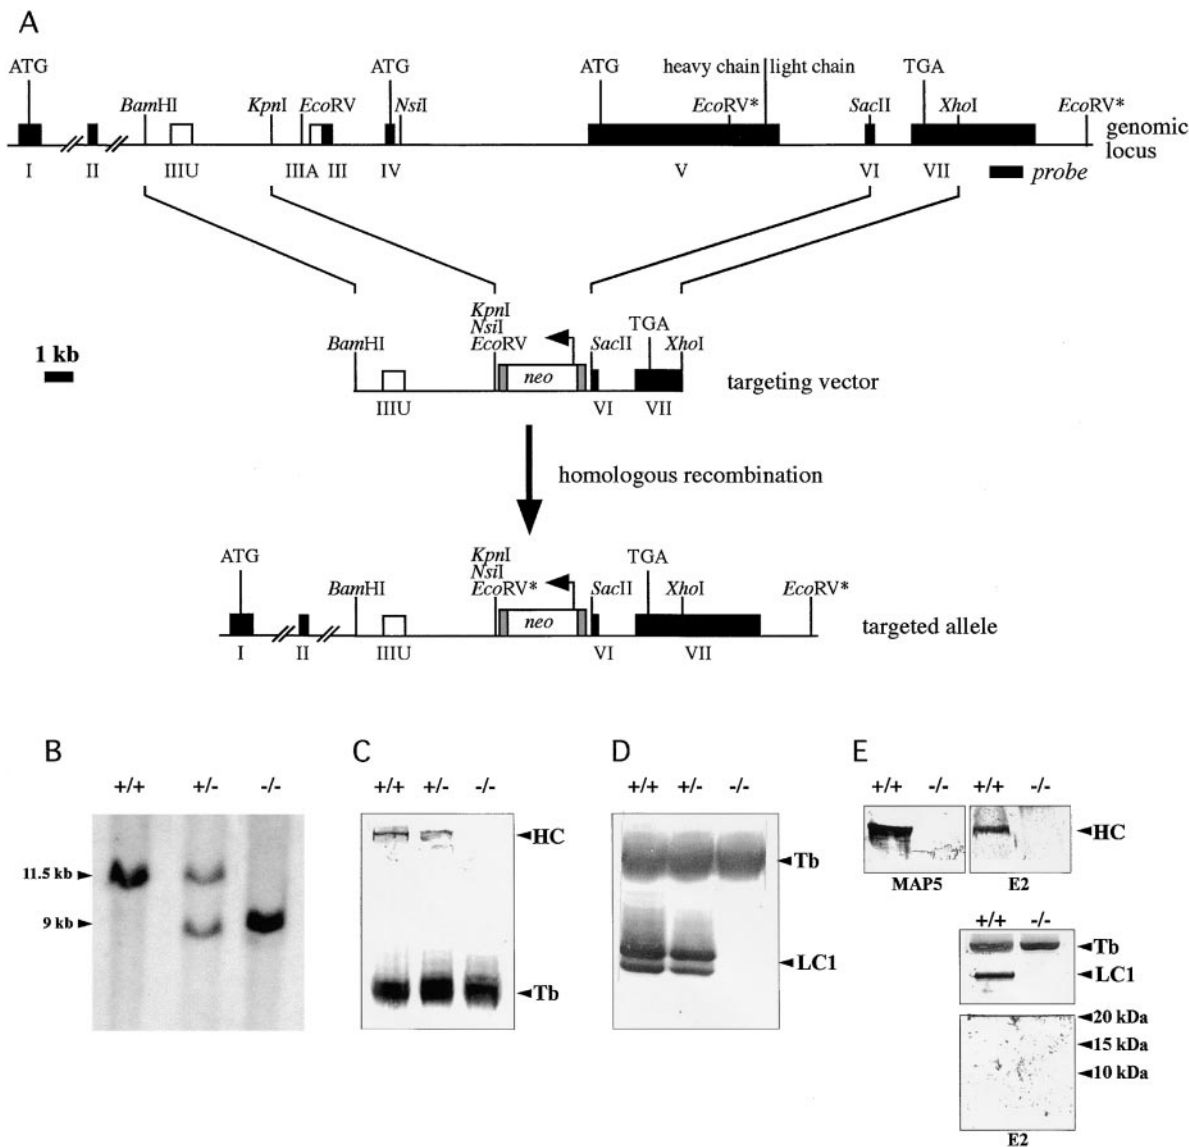 A
ATG ATG ATG heavy chain light chain TGA
BamHI KpnI EcoRV NsiI EcoRV* SacII XhoI EcoRV*
genomic
locus
I II IIIU IIIA III IV V VI VII probe
KpnI
NsiI TGA
BamHI EcoRV SacII XhoI
1 kb
neo targeting vector
IIIU VI VII
homologous recombination
KpnI
ATG NsiI TGA
BamHI EcoRV* SacII XhoI EcoRV*
neo targeted allele
I II IIIU VI VII
B
+/+ +/- -/-
11.5 kb
9 kb
C
+/+ +/- -/-
HC
Tb
D
+/+ +/- -/-
Tb
LC1
E
+/+ -/- +/+ -/-
HC
MAP5 E2
+/+ -/-
Tb
LC1
20 kDa
15 kDa
10 kDa
E2